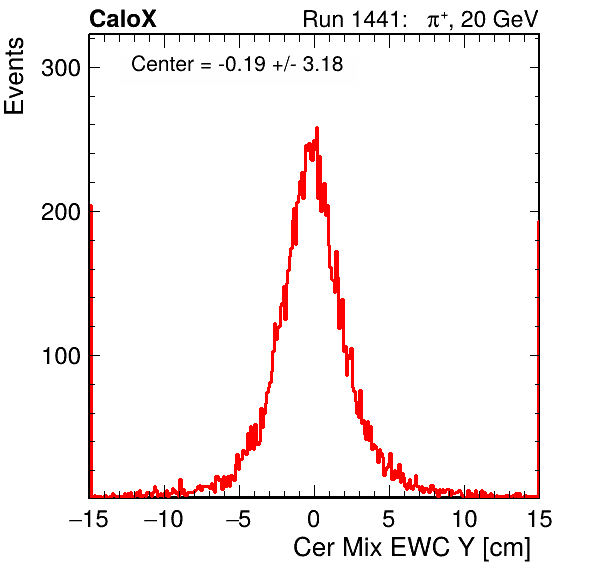 CaloX Run 1441: π⁺, 20 GeV
Events
Center = -0.19 +/- 3.18
300
200
100
−15 −10 −5 0 5 10 15
Cer Mix EWC Y [cm]